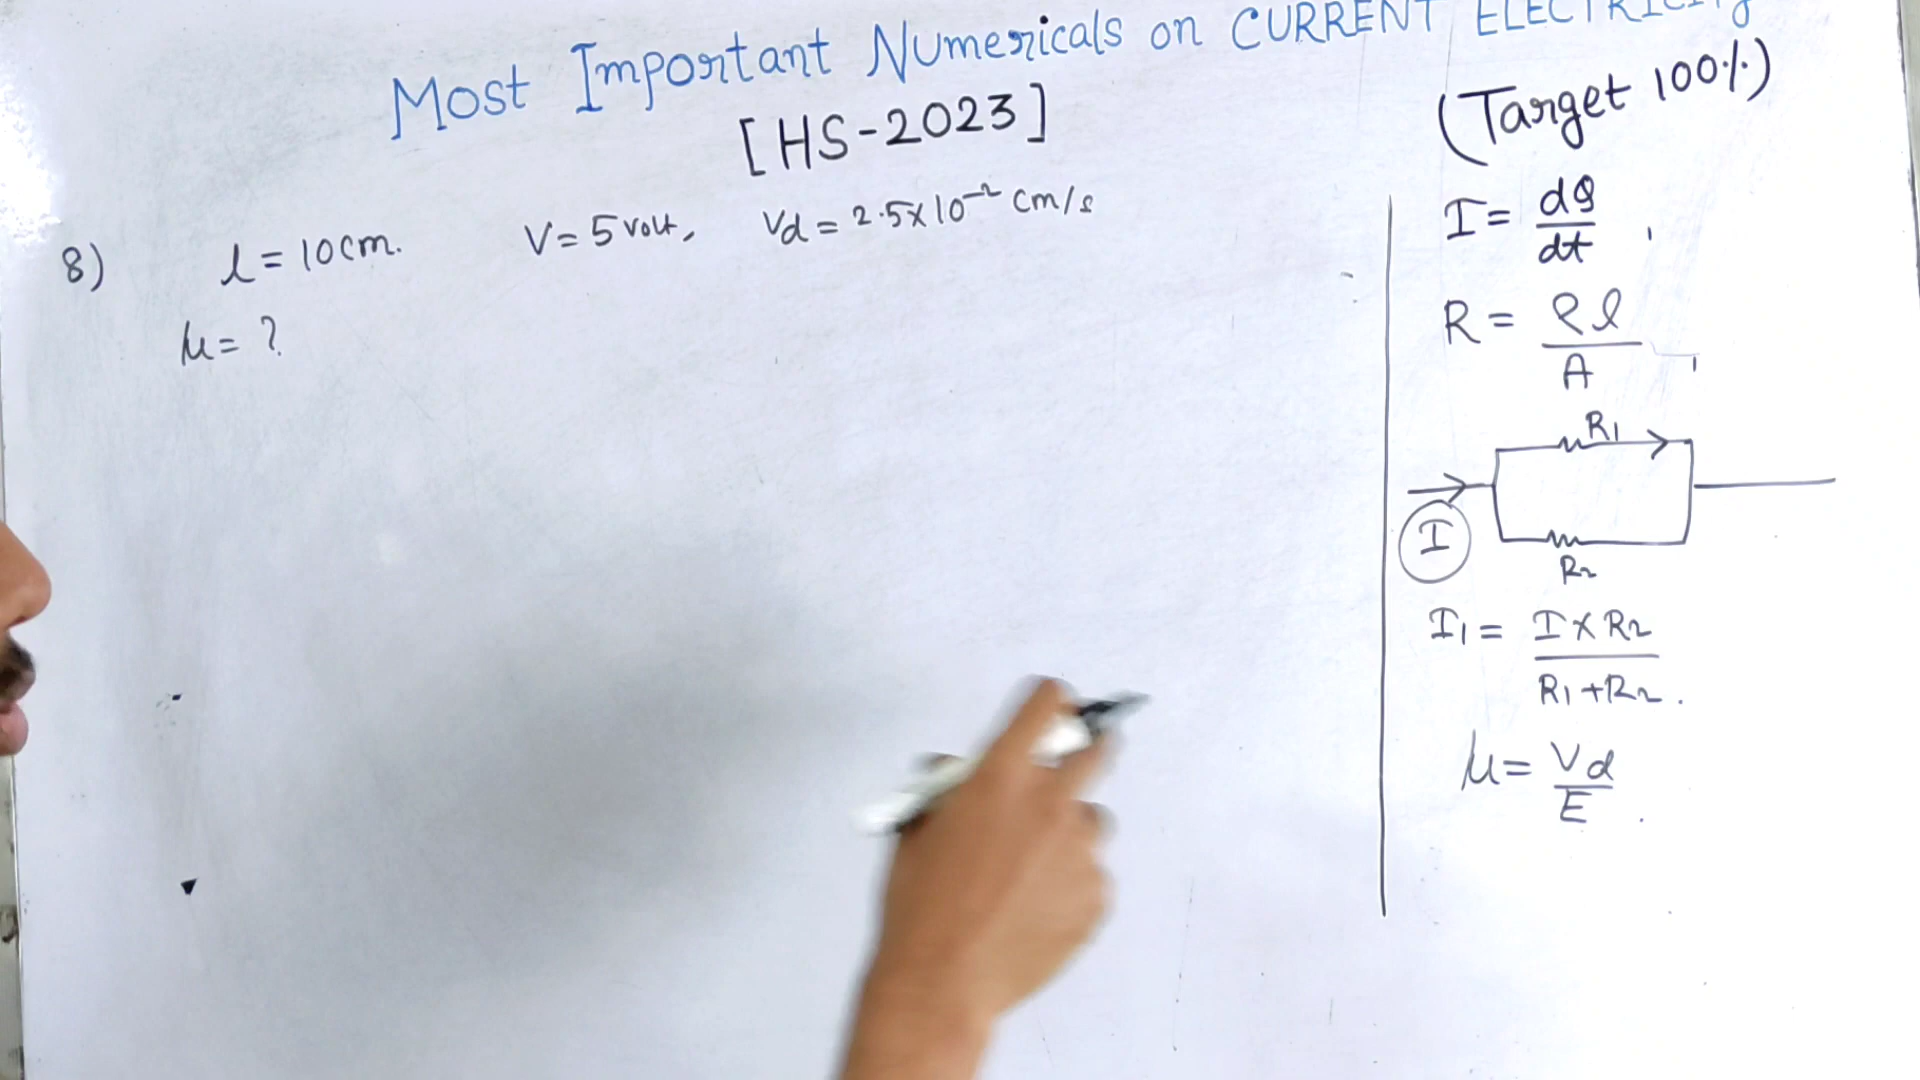 Most Important Numericals on CURRENT ELECTRICITY
[HS-2023]
(Target 100%)
8) l = 10cm. V = 5 volt, Vd = 2.5×10⁻² cm/s
μ = ?
I = dQ/dt,
R = ρl/A,
R1
I
R2
I1 = I × R2 / R1 + R2.
μ = Vd/E.